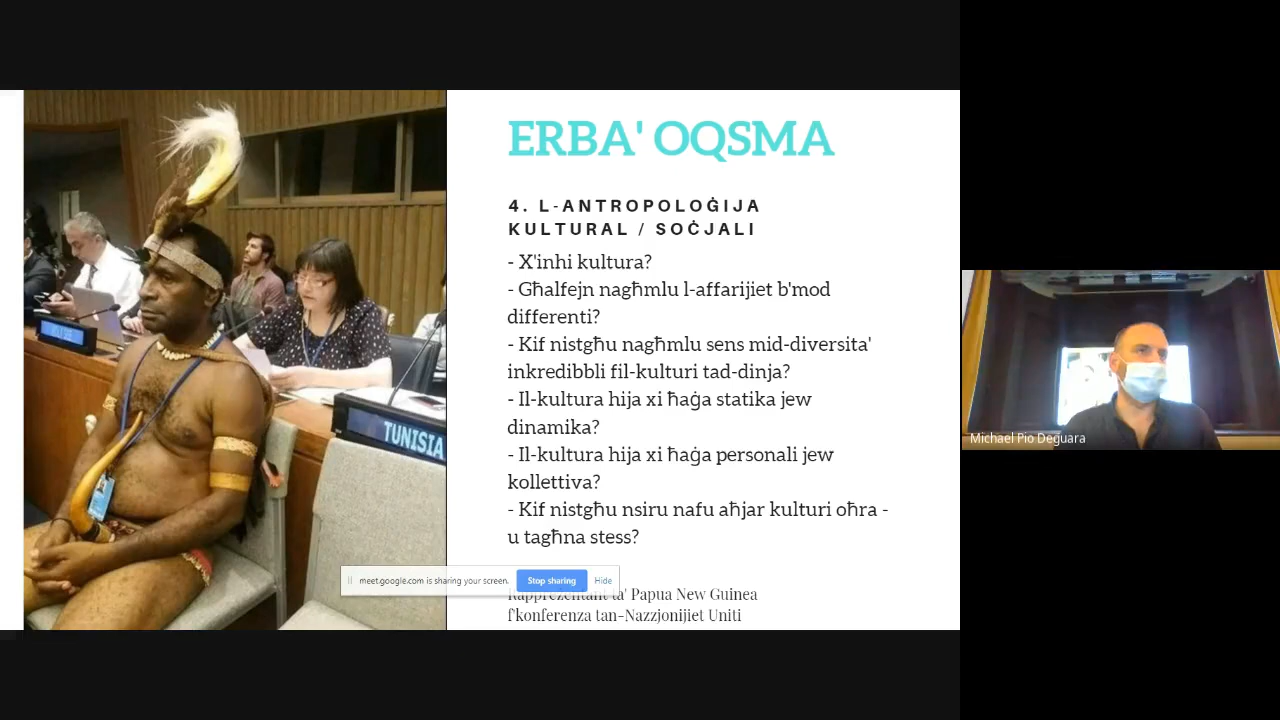 ERBA' OQSMA
4. L-ANTROPOLOĠIJA
KULTURAL / SOĊJALI
- X'inhi kultura?
- Għalfejn nagħmlu l-affarijiet b'mod
differenti?
- Kif nistgħu nagħmlu sens mid-diversita'
inkredibbli fil-kulturi tad-dinja?
- Il-kultura hija xi ħaġa statika jew
dinamika?
- Il-kultura hija xi ħaġa personali jew
kollettiva?
- Kif nistgħu nsiru nafu aħjar kulturi oħra -
u tagħna stess?
meet.google.com is sharing your screen.
Stop sharing
Hide
Rappreżentant ta' Papua New Guinea
f'konferenza tan-Nazzjonijiet Uniti
TUNISIA
Michael Pio Deguara